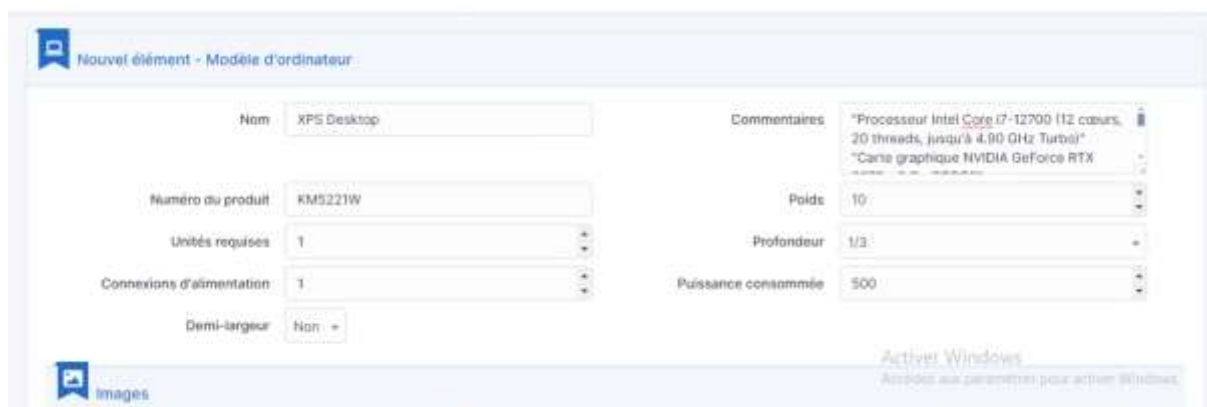 Nouvel élément - Modèle d'ordinateur
Nom XPS Desktop
Commentaires "Processeur Intel Core i7-12700 (12 cœurs,
20 threads, jusqu'à 4.90 GHz Turbo)"
"Carte graphique NVIDIA GeForce RTX
Numéro du produit KM5221W
Poids 10
Unités requises 1
Profondeur 1/3
Connexions d'alimentation 1
Puissance consommée 500
Demi-largeur Non
Activer Windows
Accédez aux paramètres pour activer Windows.
Images